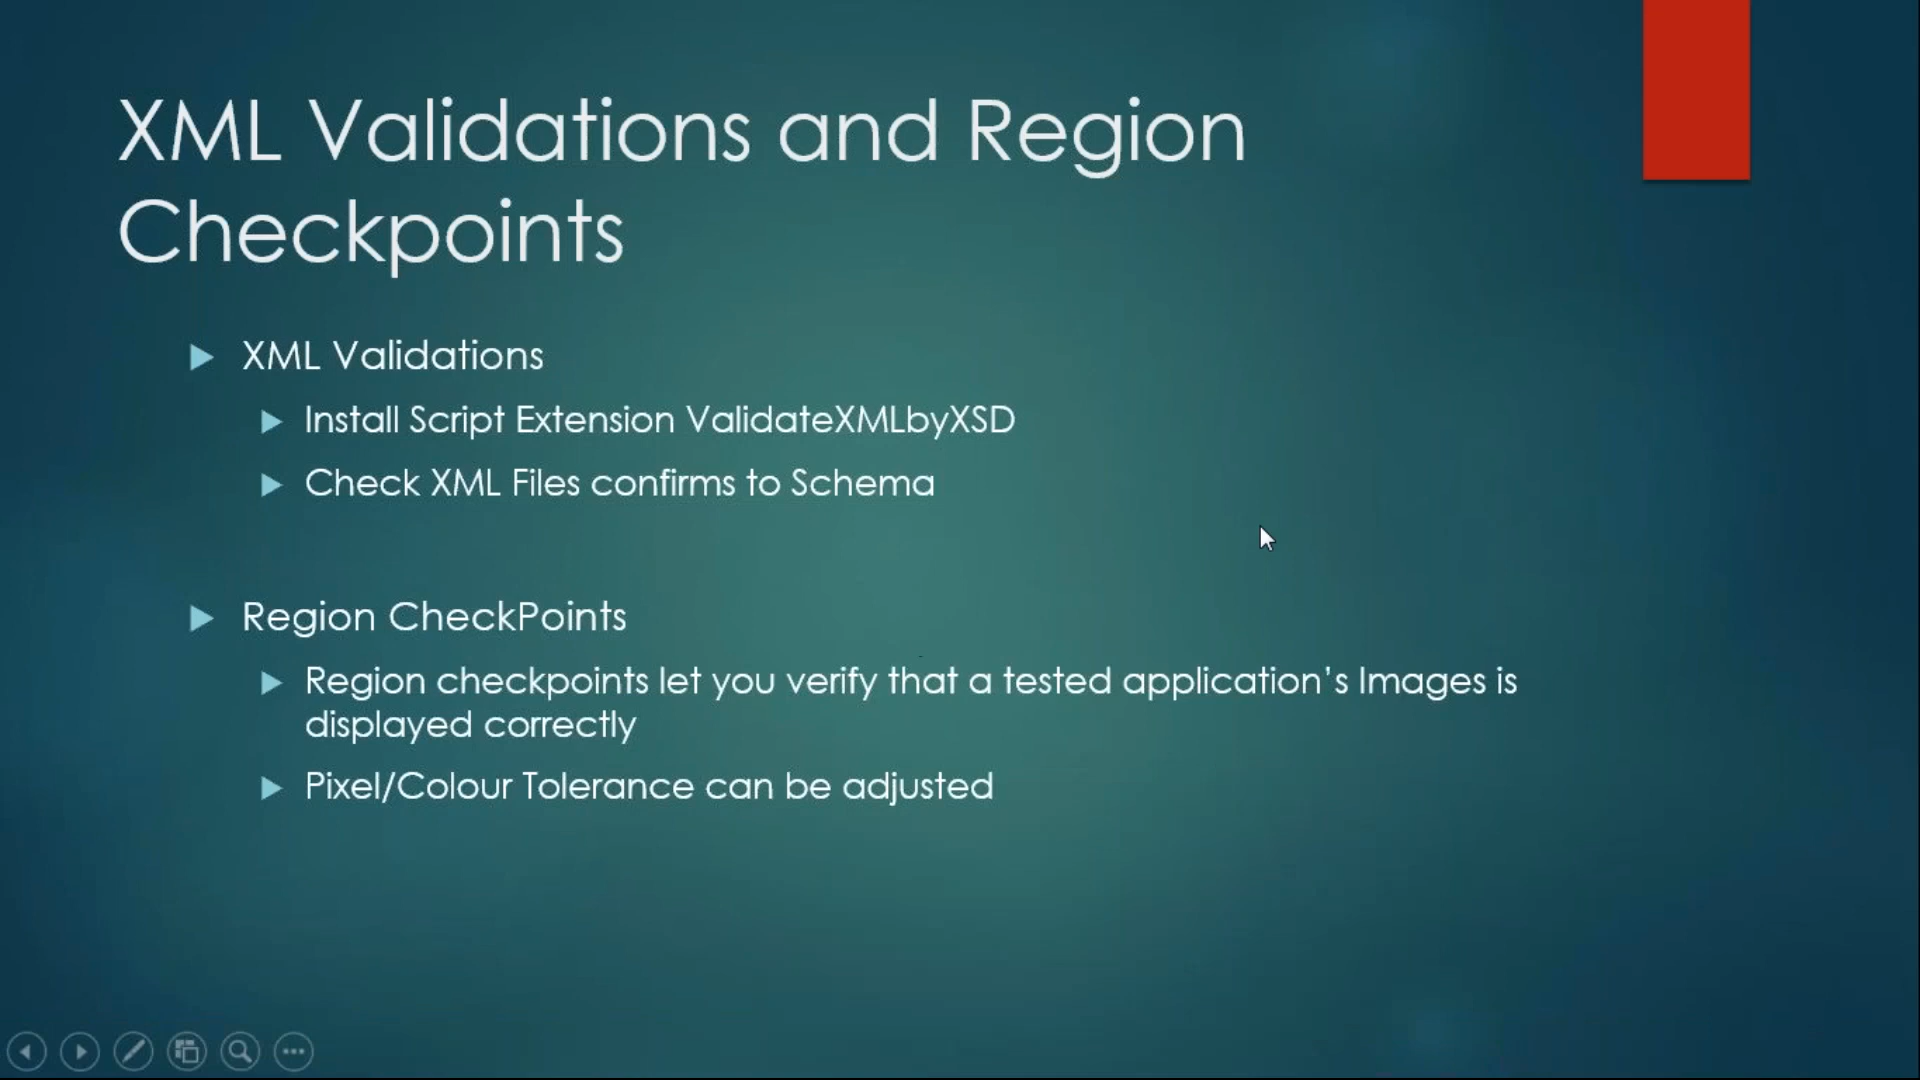 XML Validations and Region
Checkpoints
XML Validations
Install Script Extension ValidateXMLbyXSD
Check XML Files confirms to Schema
Region CheckPoints
Region checkpoints let you verify that a tested application’s Images is
displayed correctly
Pixel/Colour Tolerance can be adjusted